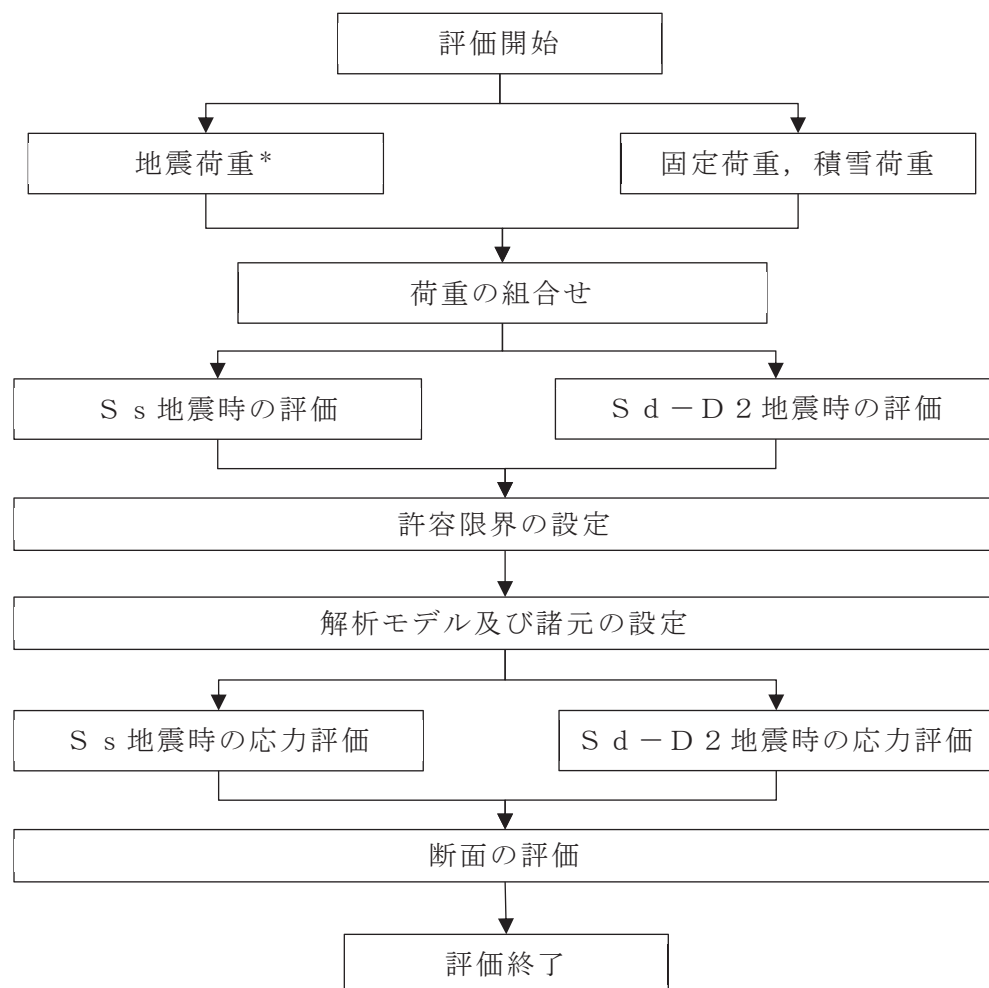 評価開始
地震荷重*
固定荷重，積雪荷重
荷重の組合せ
Ｓｓ地震時の評価
Ｓｄ－Ｄ２地震時の評価
許容限界の設定
解析モデル及び諸元の設定
Ｓｓ地震時の応力評価
Ｓｄ－Ｄ２地震時の応力評価
断面の評価
評価終了